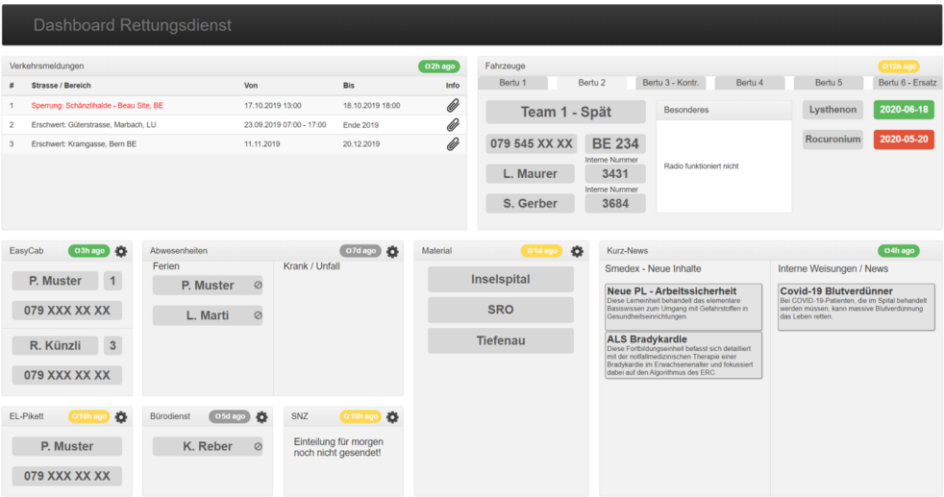 Dashboard Rettungsdienst
Verkehrsmeldungen
2h ago
# Strasse / Bereich Von Bis Info
1 Sperrung: Schänzlihalde - Beau Site, BE 17.10.2019 13:00 18.10.2019 18:00
2 Erschwert: Güterstrasse, Marbach, LU 23.09.2019 07:00 - 17:00 Ende 2019
3 Erschwert: Kramgasse, Bern BE 11.11.2019 20.12.2019
Fahrzeuge
12h ago
Bertu 1 Bertu 2 Bertu 3 - Kontr. Bertu 4 Bertu 5 Bertu 6 - Ersatz
Team 1 - Spät
079 545 XX XX BE 234
Interne Nummer
L. Maurer 3431
Interne Nummer
S. Gerber 3684
Besonderes
Radio funktioniert nicht
Lysthenon 2020-06-18
Rocuronium 2020-05-20
EasyCab 3h ago
P. Muster 1
079 XXX XX XX
R. Künzli 3
079 XXX XX XX
Abwesenheiten 7d ago
Ferien Krank / Unfall
P. Muster
L. Marti
Material 1d ago
Inselspital
SRO
Tiefenau
Kurz-News 4h ago
Smedex - Neue Inhalte
Neue PL - Arbeitssicherheit
Diese Lerneinheit behandelt das elementare
Basiswissen zum Umgang mit Gefahrstoffen in
Gesundheitseinrichtungen.
ALS Bradykardie
Diese Fortbildungseinheit befasst sich detailliert
mit der notfallmedizinischen Therapie einer
Bradykardie im Erwachsenenalter und fokussiert
dabei auf den Algorithmus des ERC.
Interne Weisungen / News
Covid-19 Blutverdünner
Bei COVID-19-Patienten, die im Spital behandelt
werden müssen, kann massive Blutverdünnung
das Leben retten.
EL-Pikett 10h ago
P. Muster
079 XXX XX XX
Bürodienst 5d ago
K. Reber
SNZ 10h ago
Einteilung für morgen
noch nicht gesendet!